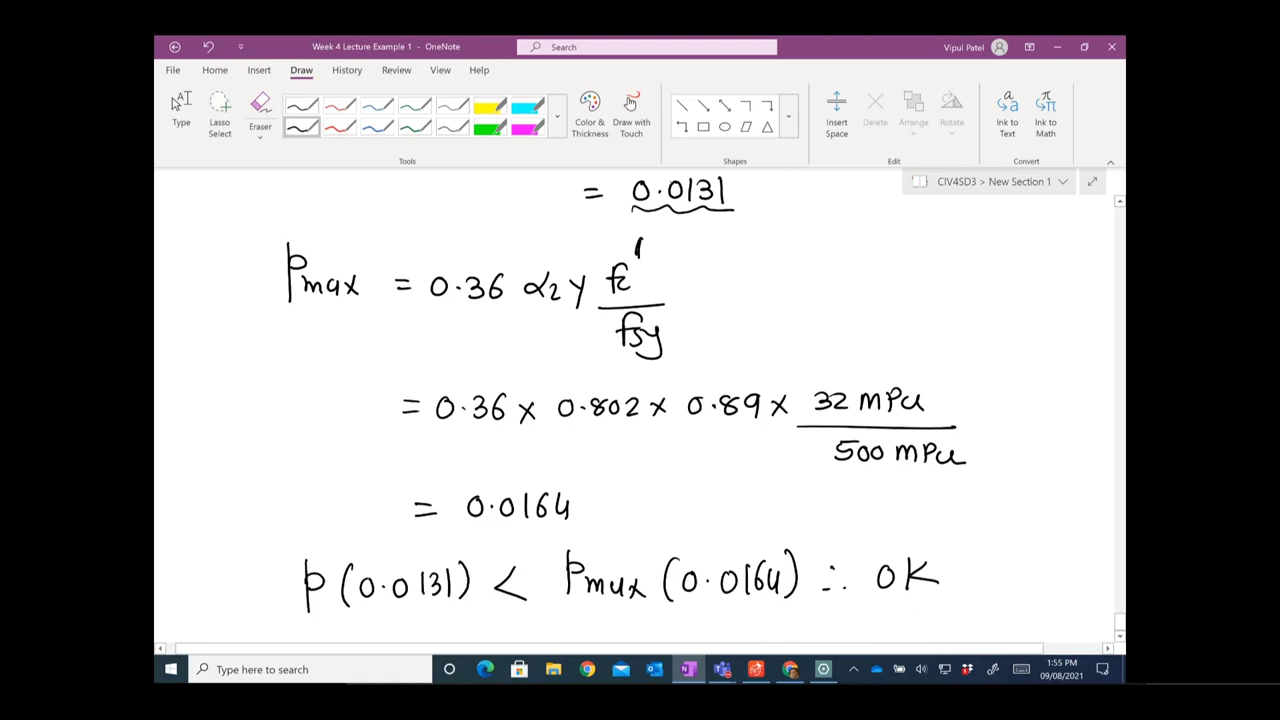 Week 4 Lecture Example 1 - OneNote
Search
Vipul Patel
File Home Insert Draw History Review View Help
Type
Lasso Select
Eraser
Color & Thickness
Draw with Touch
Insert Space
Delete
Arrange
Rotate
Ink to Text
Ink to Math
Tools
Shapes
Edit
Convert
CIV4SD3 > New Section 1
= 0.0131
Pmax = 0.36 α2 γ fc' / fsy
= 0.36 × 0.802 × 0.89 × 32 MPa / 500 MPa
= 0.0164
P (0.0131) < Pmax (0.0164) ∴ OK
Type here to search
1:55 PM
09/08/2021